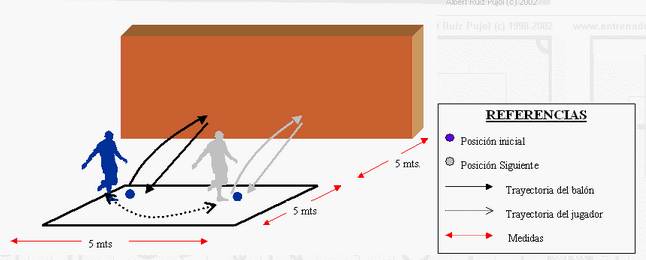 Albert Ruiz Pujol (c) 2002
Ruiz Pujol (c) 1998-2002 www.entrenado
REFERENCIAS
Posición inicial
Posición Siguiente
Trayectoria del balón
Trayectoria del jugador
Medidas
5 mts.
5 mts
5 mts